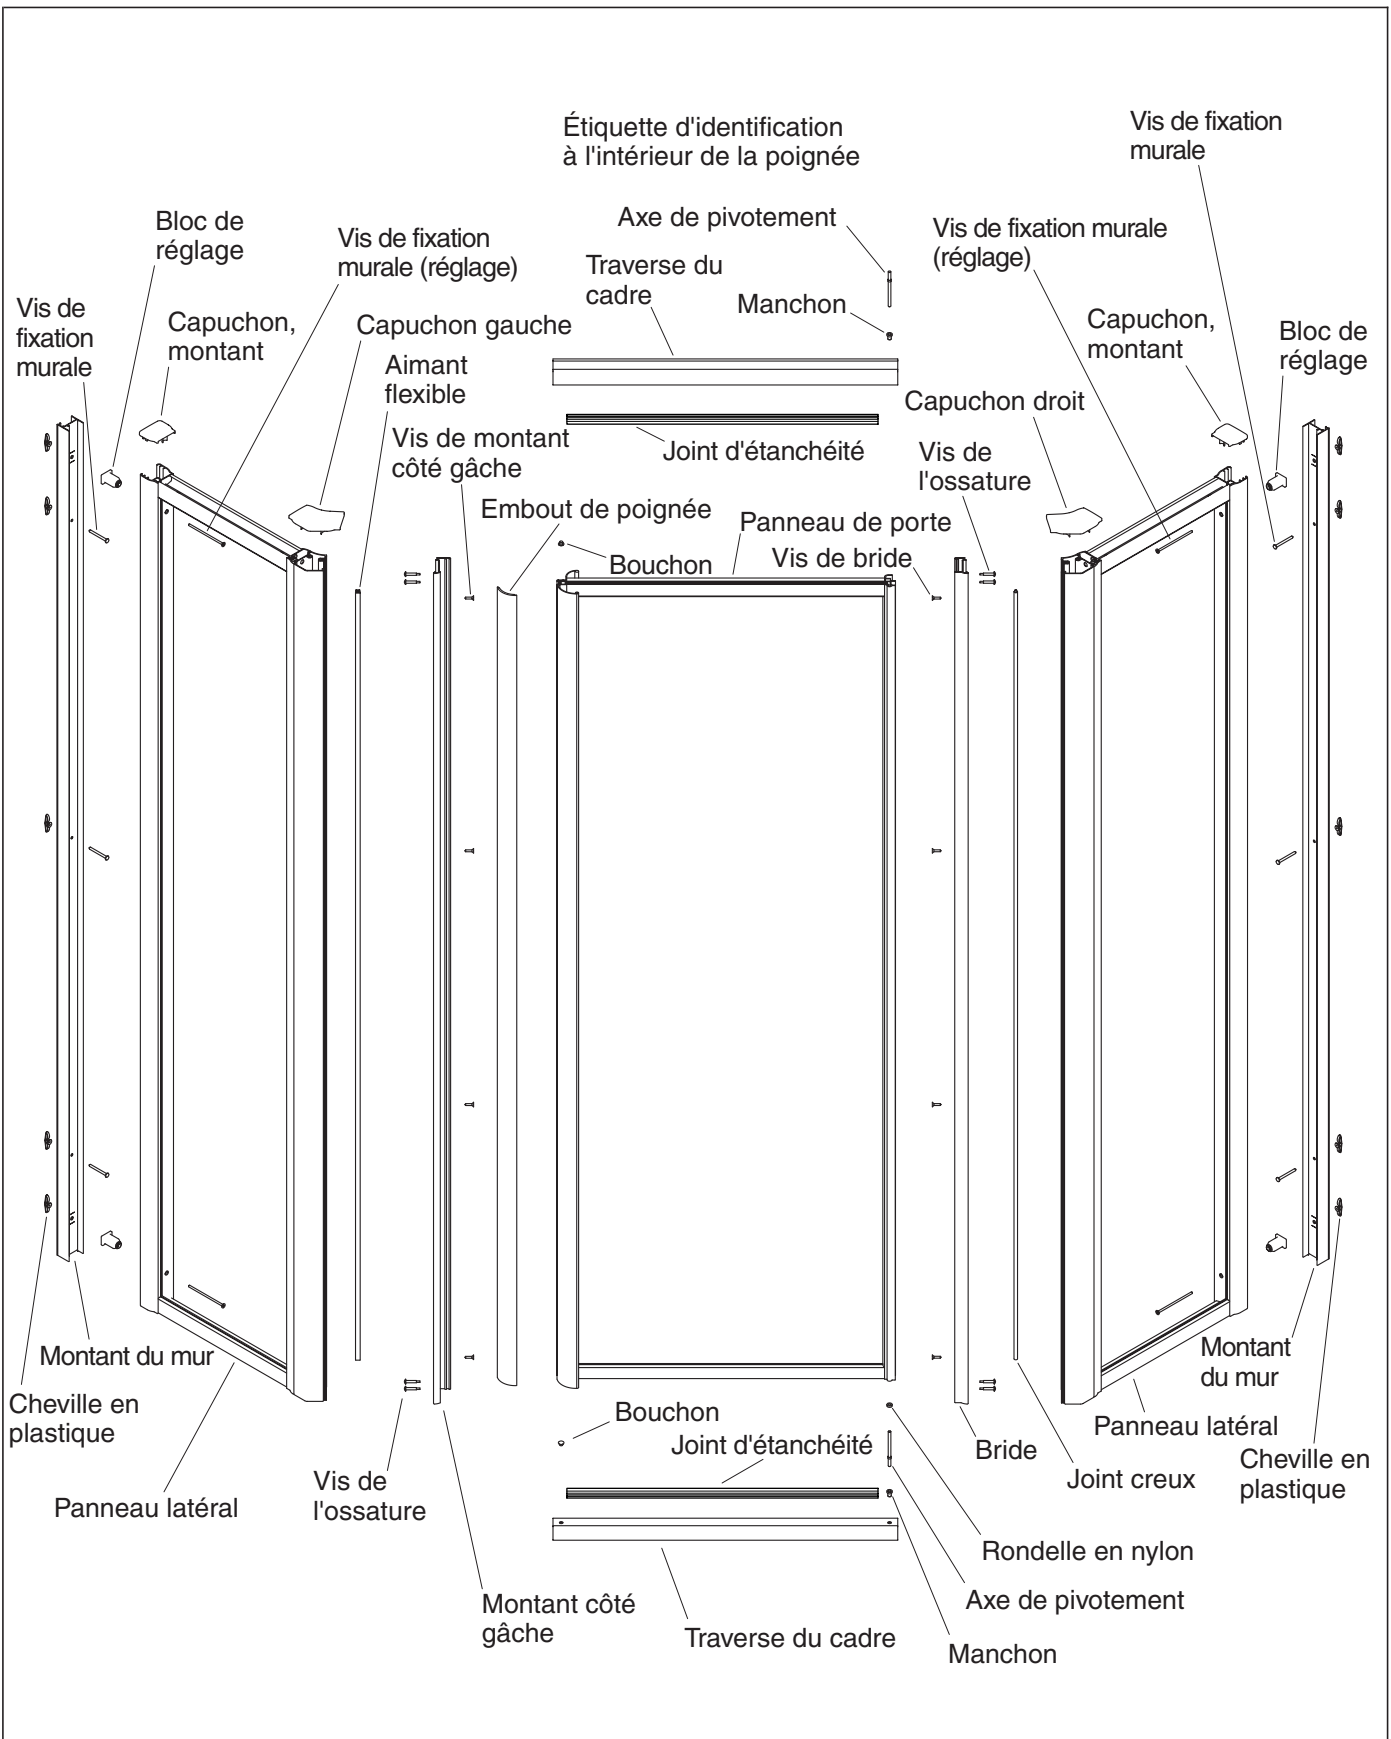 Étiquette d'identification
à l'intérieur de la poignée
Vis de fixation
murale
Bloc de
réglage
Vis de fixation
murale (réglage)
Axe de pivotement
Vis de fixation murale
(réglage)
Traverse du
cadre
Manchon
Vis de
fixation
murale
Capuchon,
montant
Capuchon gauche
Capuchon,
montant
Bloc de
réglage
Aimant
flexible
Capuchon droit
Vis de montant
côté gâche
Joint d'étanchéité
Vis de
l'ossature
Embout de poignée
Panneau de porte
Bouchon
Vis de bride
Montant du mur
Montant
du mur
Cheville en
plastique
Bouchon
Joint d'étanchéité
Bride
Panneau latéral
Cheville en
plastique
Joint creux
Panneau latéral
Vis de
l'ossature
Rondelle en nylon
Montant côté
gâche
Axe de pivotement
Traverse du cadre
Manchon